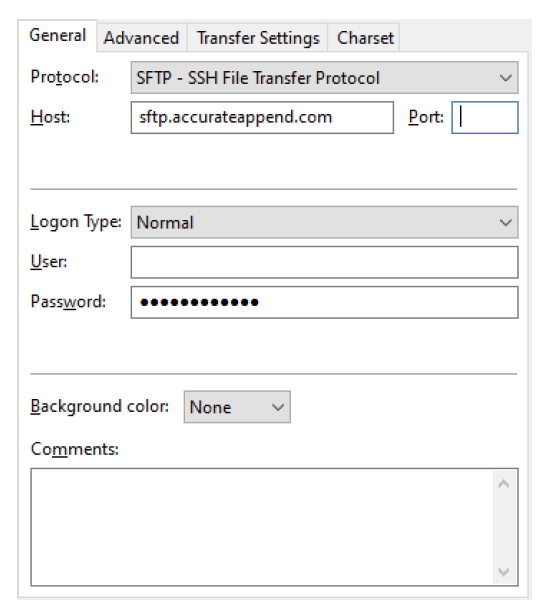 General Advanced Transfer Settings Charset
Protocol: SFTP - SSH File Transfer Protocol
Host: sftp.accurateappend.com Port:
Logon Type: Normal
User:
Password: ●●●●●●●●●●●●
Background color: None
Comments: